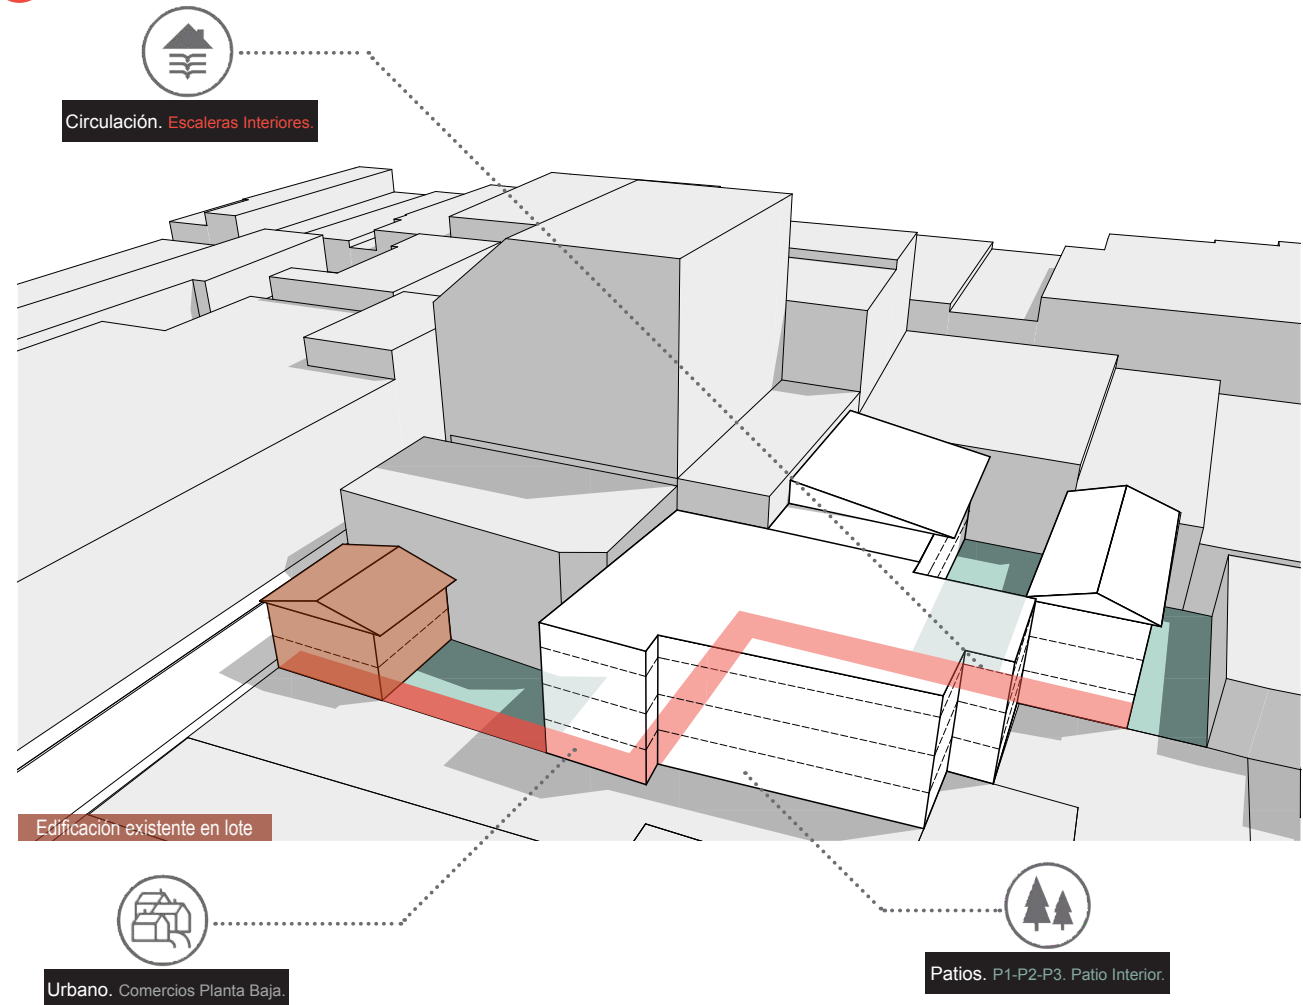 Circulación. Escaleras Interiores.
Edificación existente en lote
Urbano. Comercios Planta Baja.
Patios. P1-P2-P3. Patio Interior.